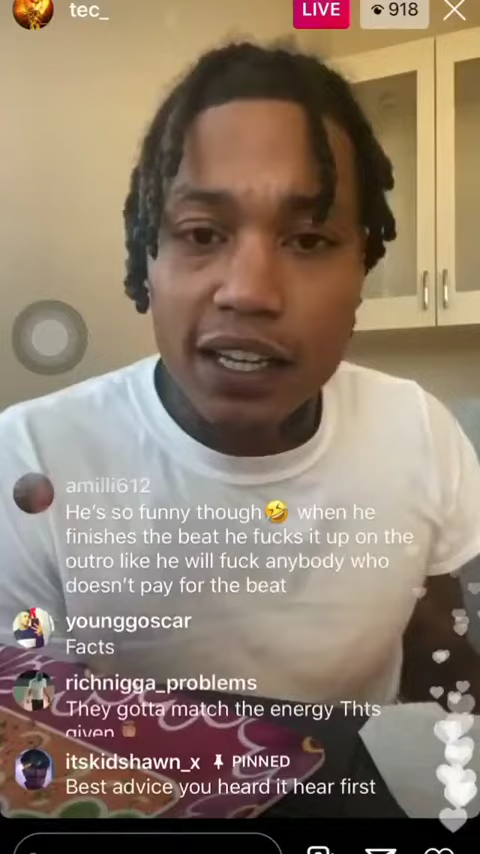 tec_
LIVE
918
amilli612
He's so funny though🤣 when he
finishes the beat he fucks it up on the
outro like he will fuck anybody who
doesn't pay for the beat
younggoscar
Facts
richnigga_problems
They gotta match the energy Thts
given
itskidshawn_x PINNED
Best advice you heard it hear first